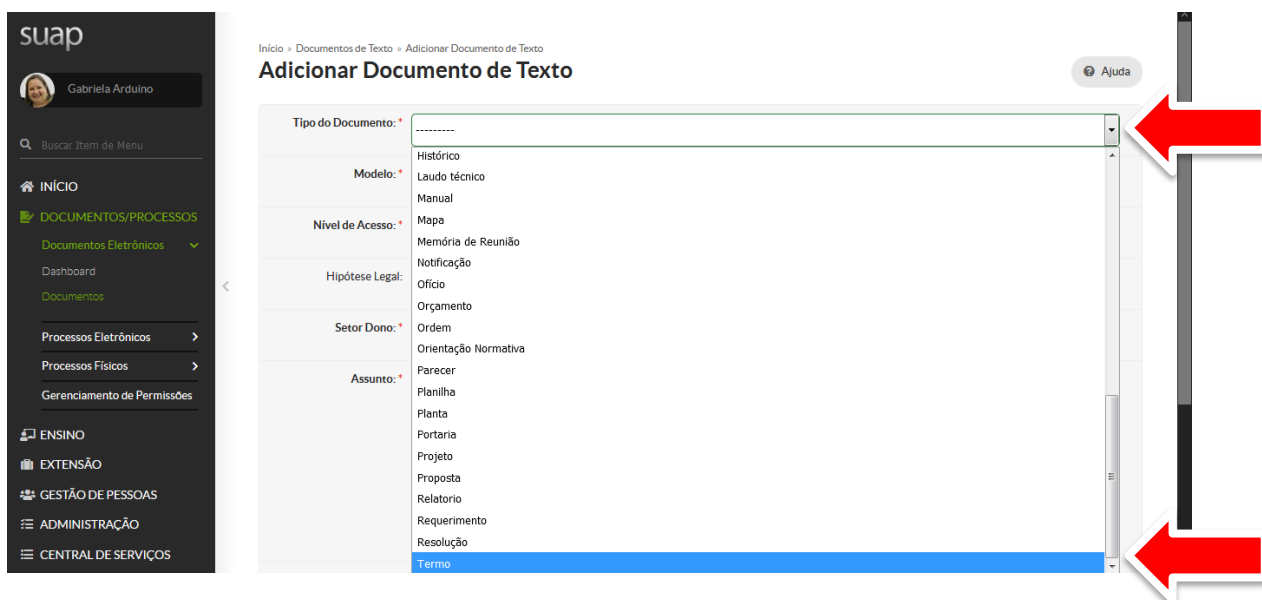 suap
Gabriela Arduino
Buscar Item de Menu
INÍCIO
DOCUMENTOS/PROCESSOS
Documentos Eletrônicos
Dashboard
Documentos
Processos Eletrônicos
Processos Físicos
Gerenciamento de Permissões
ENSINO
EXTENSÃO
GESTÃO DE PESSOAS
ADMINISTRAÇÃO
CENTRAL DE SERVIÇOS
Início » Documentos de Texto » Adicionar Documento de Texto
Adicionar Documento de Texto
Ajuda
Tipo do Documento: *
---------
Modelo: *
Nível de Acesso: *
Hipótese Legal:
Setor Dono: *
Assunto: *
Histórico
Laudo técnico
Manual
Mapa
Memória de Reunião
Notificação
Ofício
Orçamento
Ordem
Orientação Normativa
Parecer
Planilha
Planta
Portaria
Projeto
Proposta
Relatorio
Requerimento
Resolução
Termo